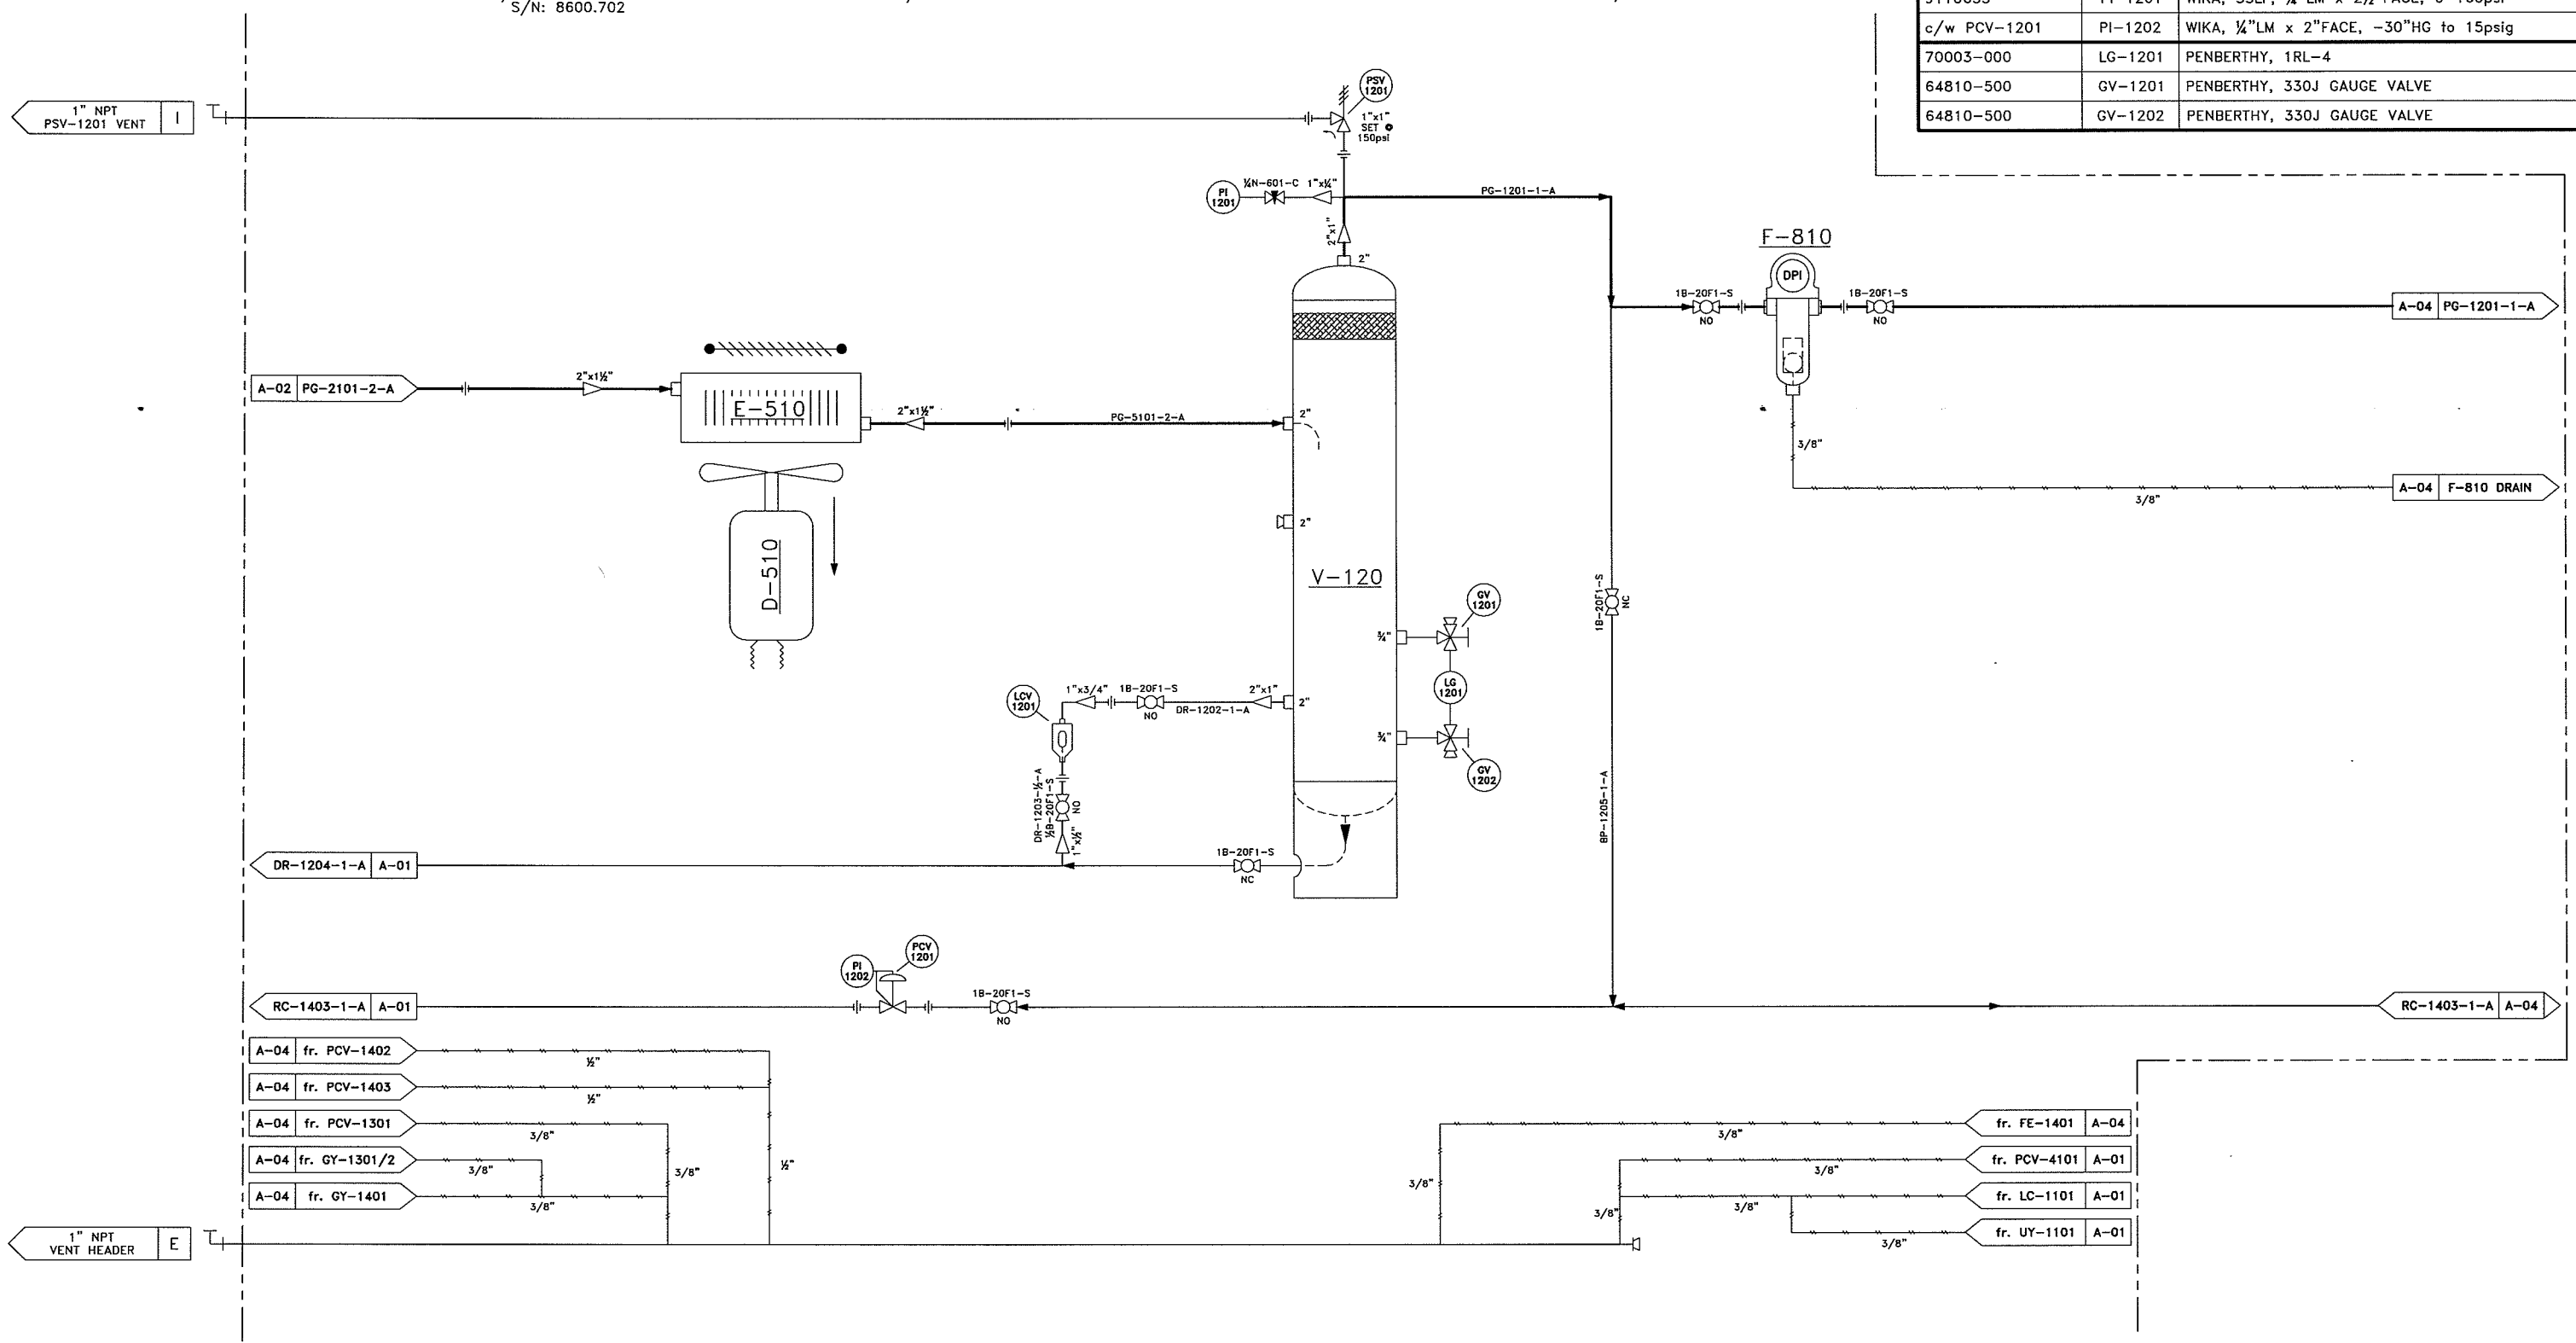 S/N: 8600.702
c/w PCV-1201 PI-1202 WIKA, ¼"LM x 2"FACE, -30"HG to 15psig
70003-000 LG-1201 PENBERTHY, 1RL-4
64810-500 GV-1201 PENBERTHY, 330J GAUGE VALVE
64810-500 GV-1202 PENBERTHY, 330J GAUGE VALVE
1" NPT
PSV-1201 VENT
I
PSV
1201
1"x1"
SET @
150psi
PI
1201
¼N-601-C
1"x¼"
PG-1201-1-A
2"x1"
2"
F-810
DPI
1B-20F1-S
NO
1B-20F1-S
NO
A-04 PG-1201-1-A
A-02 PG-2101-2-A
2"x1½"
E-510
2"x1½"
PG-5101-2-A
2"
3/8"
3/8"
A-04 F-810 DRAIN
D-510
2"
V-120
GV
1201
¾"
1B-20F1-S
NC
LG
1201
LCV
1201
1"x3/4"
1B-20F1-S
NO
DR-1202-1-A
2"x1"
2"
¾"
GV
1202
DR-1203-½-A
½B-20F1-S
NO
1"x½"
BP-1205-1-A
DR-1204-1-A A-01
1B-20F1-S
NC
PI
1202
PCV
1201
RC-1403-1-A A-01
1B-20F1-S
NO
RC-1403-1-A A-04
A-04 fr. PCV-1402
½"
A-04 fr. PCV-1403
½"
A-04 fr. PCV-1301
3/8"
A-04 fr. GY-1301/2
3/8"
3/8"
½"
A-04 fr. GY-1401
3/8"
fr. FE-1401 A-04
3/8"
fr. PCV-4101 A-01
3/8"
3/8"
fr. LC-1101 A-01
3/8"
3/8"
fr. UY-1101 A-01
3/8"
1" NPT
VENT HEADER
E